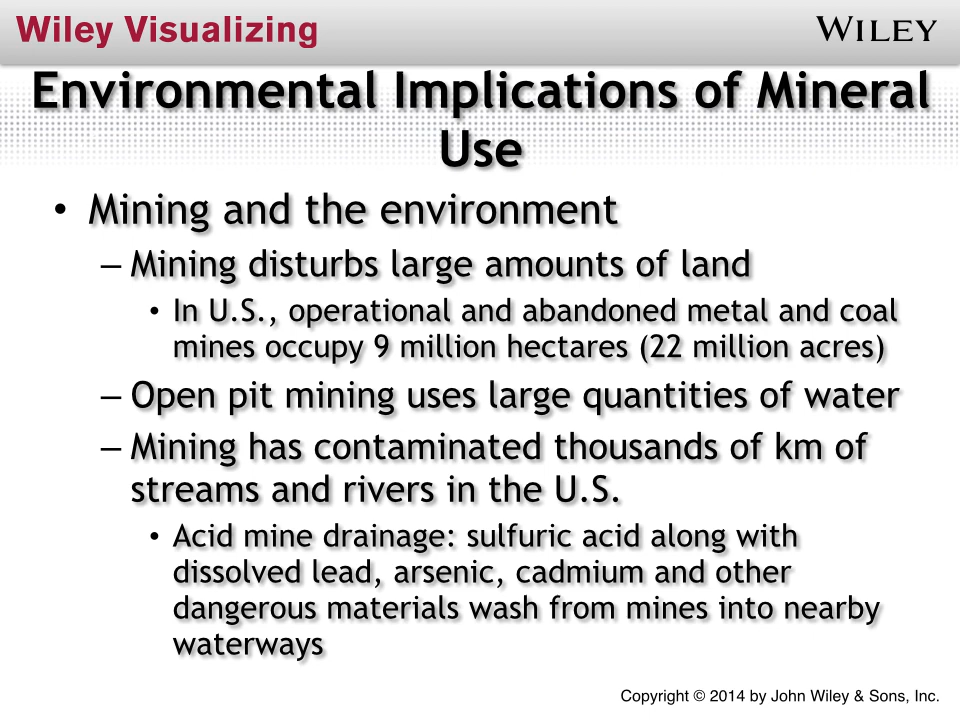 Wiley Visualizing
WILEY
Environmental Implications of Mineral
Use
• Mining and the environment
– Mining disturbs large amounts of land
• In U.S., operational and abandoned metal and coal
mines occupy 9 million hectares (22 million acres)
– Open pit mining uses large quantities of water
– Mining has contaminated thousands of km of
streams and rivers in the U.S.
• Acid mine drainage: sulfuric acid along with
dissolved lead, arsenic, cadmium and other
dangerous materials wash from mines into nearby
waterways
Copyright © 2014 by John Wiley & Sons, Inc.